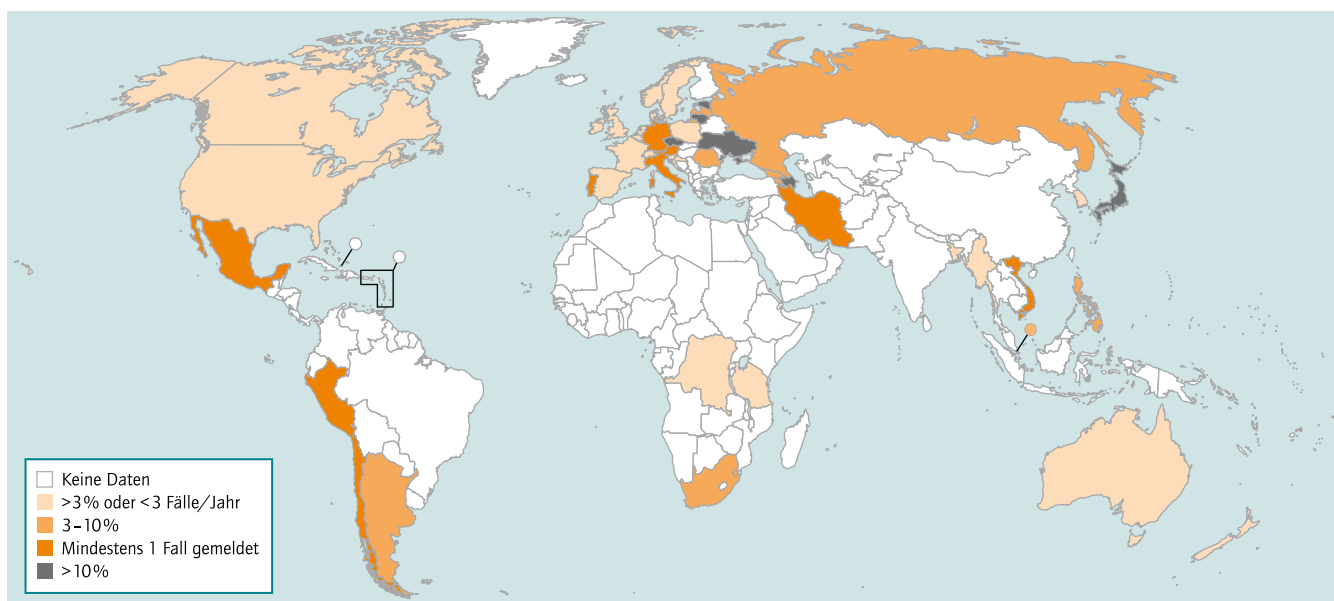 Keine Daten
>3% oder <3 Fälle/Jahr
3–10%
Mindestens 1 Fall gemeldet
>10%